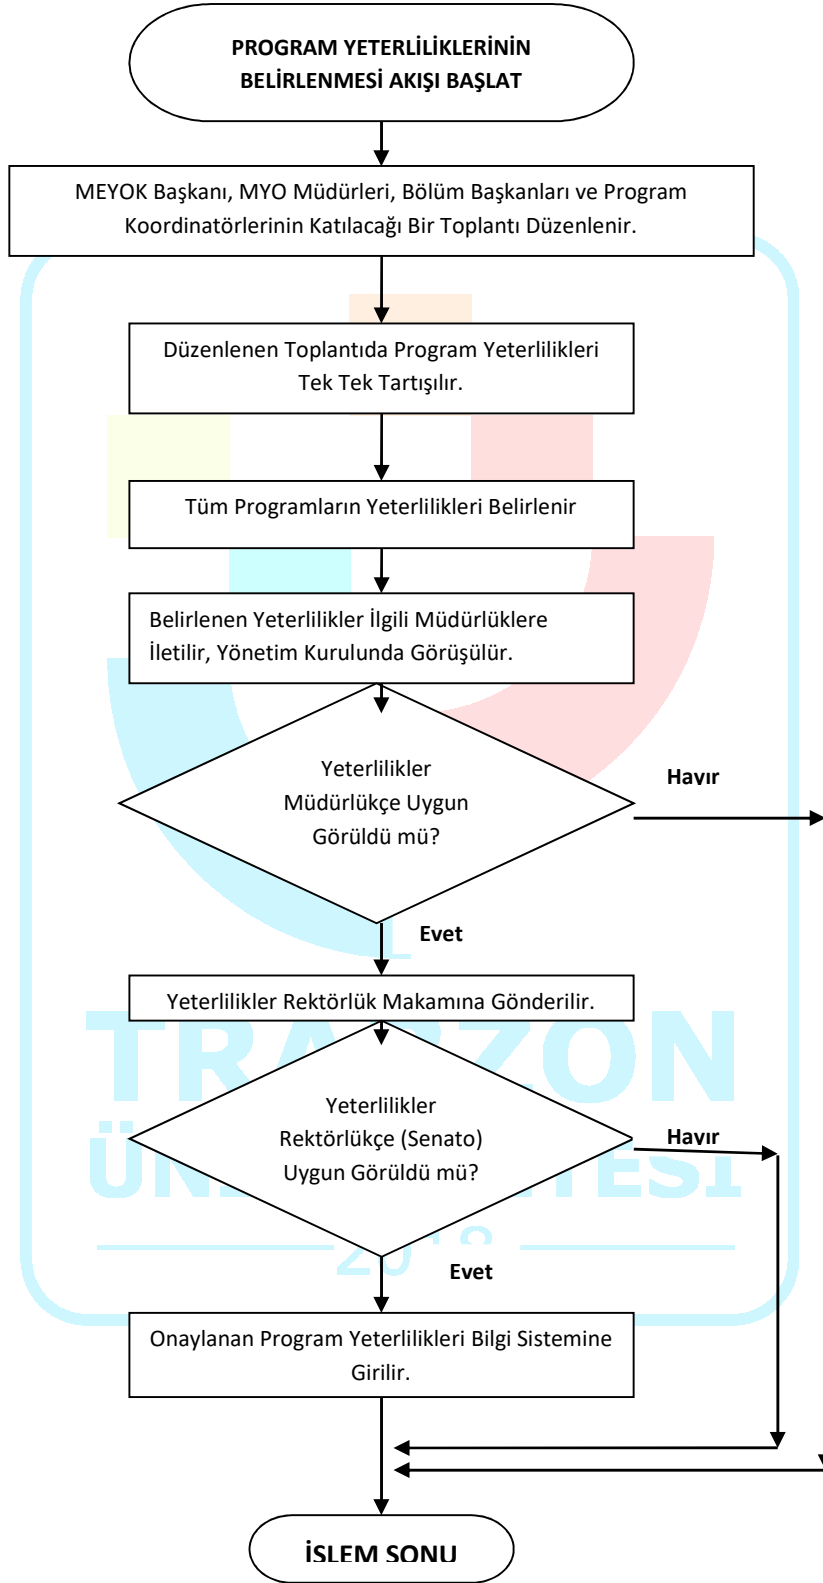 PROGRAM YETERLİLİKLERİNİN
BELİRLENMESİ AKIŞI BAŞLAT
MEYOK Başkanı, MYO Müdürleri, Bölüm Başkanları ve Program
Koordinatörlerinin Katılacağı Bir Toplantı Düzenlenir.
Düzenlenen Toplantıda Program Yeterlilikleri
Tek Tek Tartışılır.
Tüm Programların Yeterlilikleri Belirlenir
Belirlenen Yeterlilikler İlgili Müdürlüklere
İletilir, Yönetim Kurulunda Görüşülür.
Yeterlilikler
Müdürlükçe Uygun
Görüldü mü?
Hayır
Evet
Yeterlilikler Rektörlük Makamına Gönderilir.
Yeterlilikler
Rektörlükçe (Senato)
Uygun Görüldü mü?
Hayır
Evet
Onaylanan Program Yeterlilikleri Bilgi Sistemine
Girilir.
İŞLEM SONU